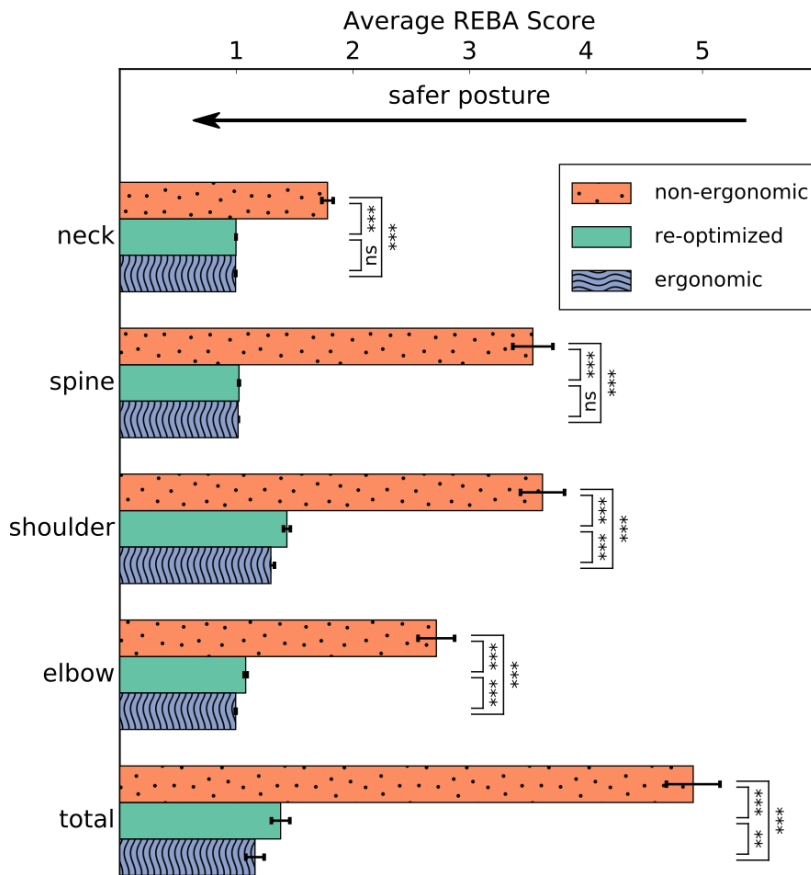 Average REBA Score
1 2 3 4 5
safer posture
non-ergonomic
re-optimized
ergonomic
neck
***
ns
***
spine
***
ns
***
shoulder
***
***
***
elbow
***
***
***
total
***
**
***